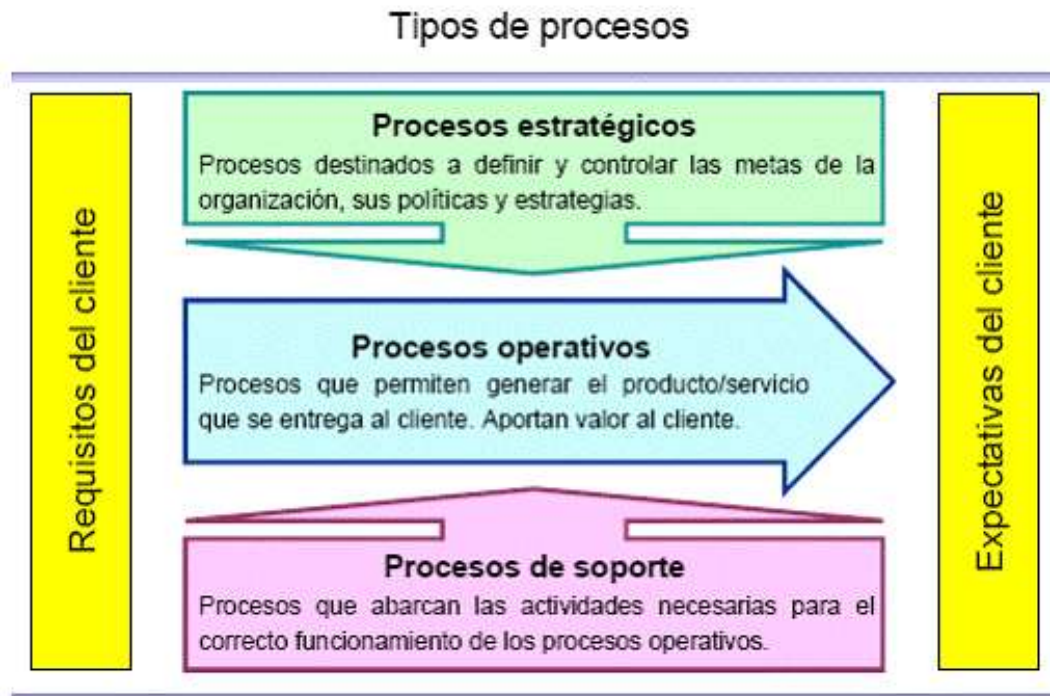 Tipos de procesos
Requisitos del cliente
Procesos estratégicos
Procesos destinados a definir y controlar las metas de la
organización, sus políticas y estrategias.
Procesos operativos
Procesos que permiten generar el producto/servicio
que se entrega al cliente. Aportan valor al cliente.
Procesos de soporte
Procesos que abarcan las actividades necesarias para el
correcto funcionamiento de los procesos operativos.
Expectativas del cliente